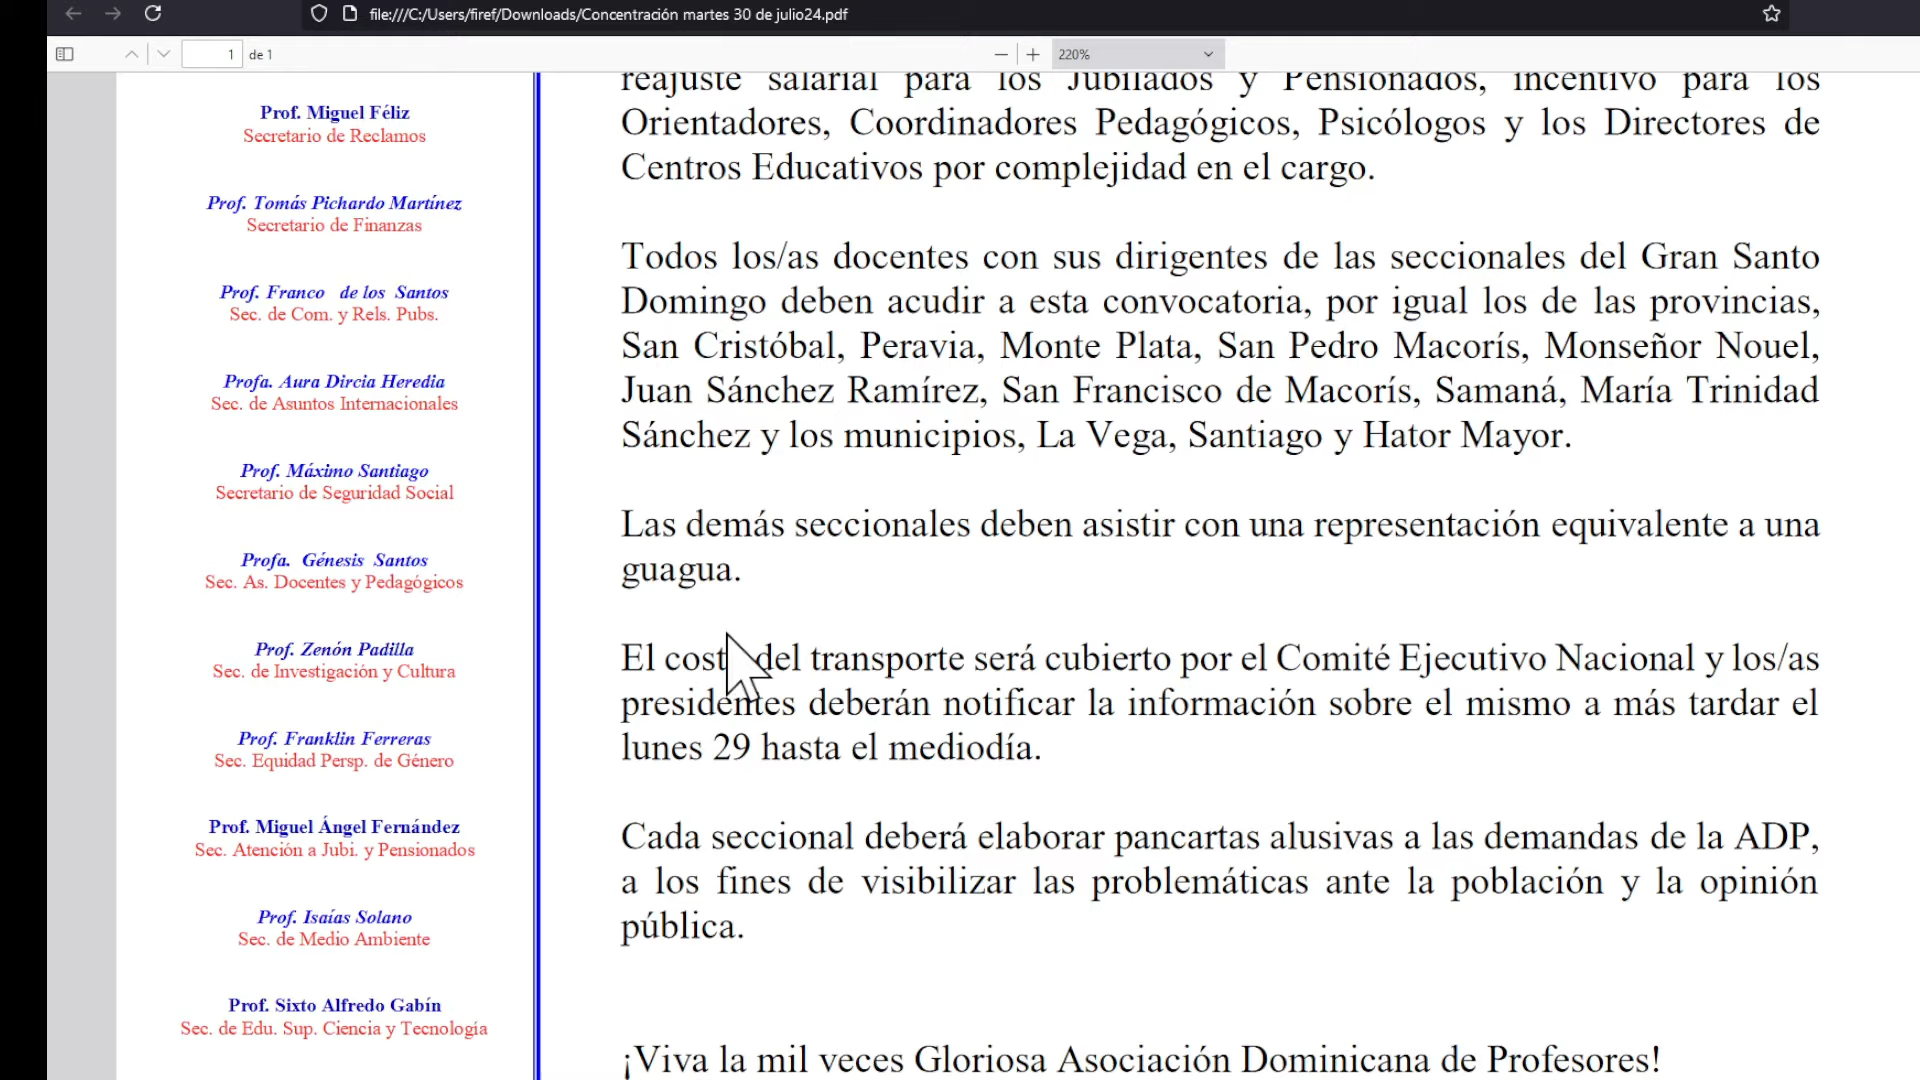 file:///C:/Users/firef/Downloads/Concentración martes 30 de julio24.pdf
1 de 1
220%
Prof. Miguel Féliz
Secretario de Reclamos
Prof. Tomás Pichardo Martínez
Secretario de Finanzas
Prof. Franco de los Santos
Sec. de Com. y Rels. Pubs.
Profa. Aura Dircia Heredia
Sec. de Asuntos Internacionales
Prof. Máximo Santiago
Secretario de Seguridad Social
Profa. Génesis Santos
Sec. As. Docentes y Pedagógicos
Prof. Zenón Padilla
Sec. de Investigación y Cultura
Prof. Franklin Ferreras
Sec. Equidad Persp. de Género
Prof. Miguel Ángel Fernández
Sec. Atención a Jubi. y Pensionados
Prof. Isaías Solano
Sec. de Medio Ambiente
Prof. Sixto Alfredo Gabín
Sec. de Edu. Sup. Ciencia y Tecnología
reajuste salarial para los Jubilados y Pensionados, incentivo para los
Orientadores, Coordinadores Pedagógicos, Psicólogos y los Directores de
Centros Educativos por complejidad en el cargo.
Todos los/as docentes con sus dirigentes de las seccionales del Gran Santo
Domingo deben acudir a esta convocatoria, por igual los de las provincias,
San Cristóbal, Peravia, Monte Plata, San Pedro Macorís, Monseñor Nouel,
Juan Sánchez Ramírez, San Francisco de Macorís, Samaná, María Trinidad
Sánchez y los municipios, La Vega, Santiago y Hator Mayor.
Las demás seccionales deben asistir con una representación equivalente a una
guagua.
El costo del transporte será cubierto por el Comité Ejecutivo Nacional y los/as
presidentes deberán notificar la información sobre el mismo a más tardar el
lunes 29 hasta el mediodía.
Cada seccional deberá elaborar pancartas alusivas a las demandas de la ADP,
a los fines de visibilizar las problemáticas ante la población y la opinión
pública.
¡Viva la mil veces Gloriosa Asociación Dominicana de Profesores!